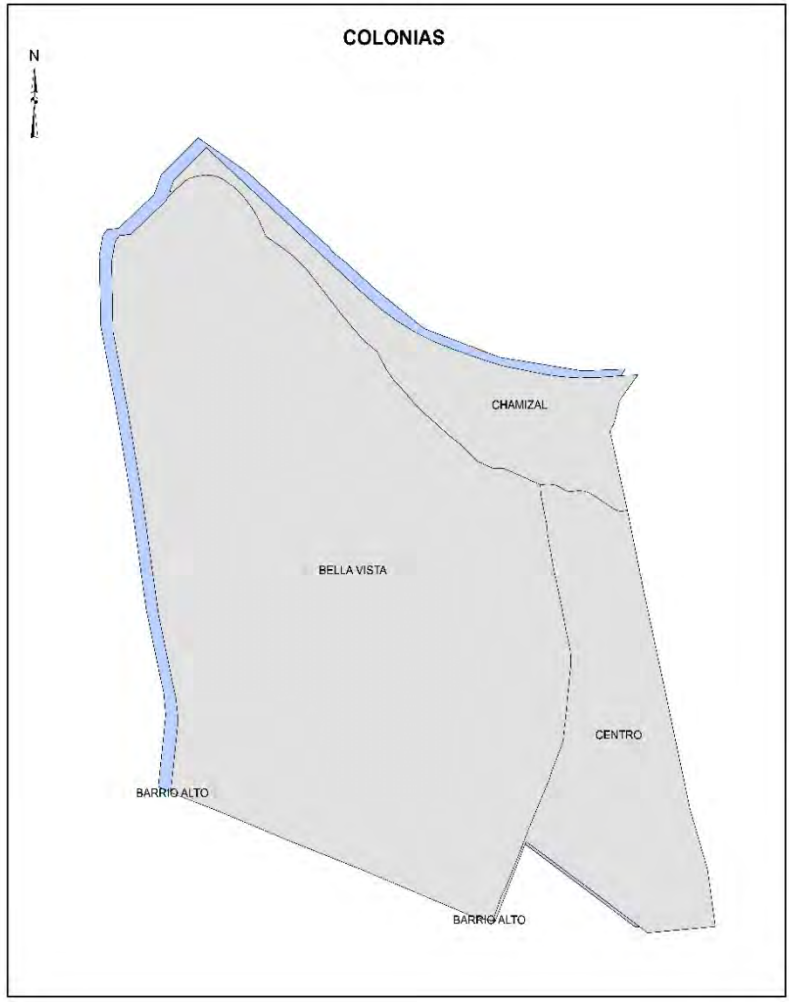 COLONIAS
N
CHAMIZAL
BELLA VISTA
CENTRO
BARRIO ALTO
BARRIO ALTO